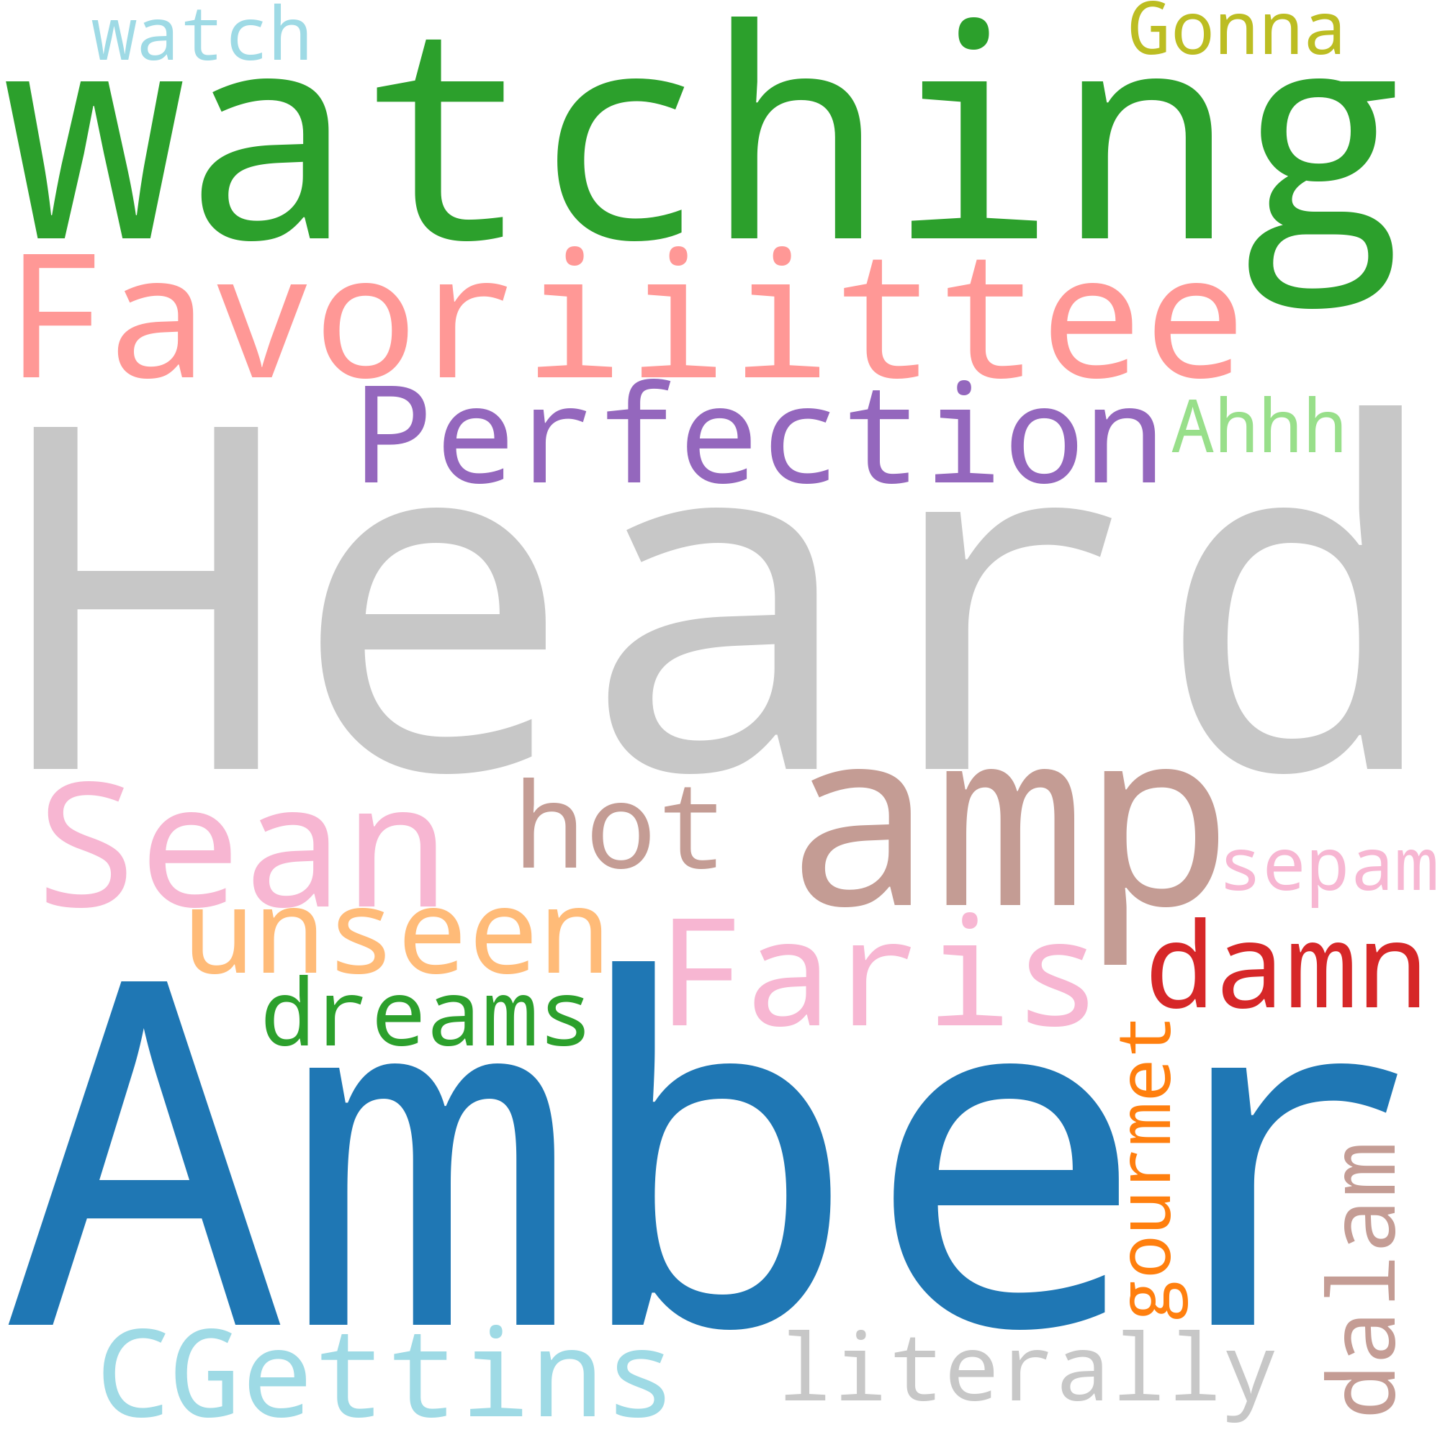 watch Gonna
watching
Favoriiittee
Perfection Ahhh
Heard
Sean hot amp sepam
unseen Faris damn
dreams
Amber
gourmet
dalam
CGettins literally